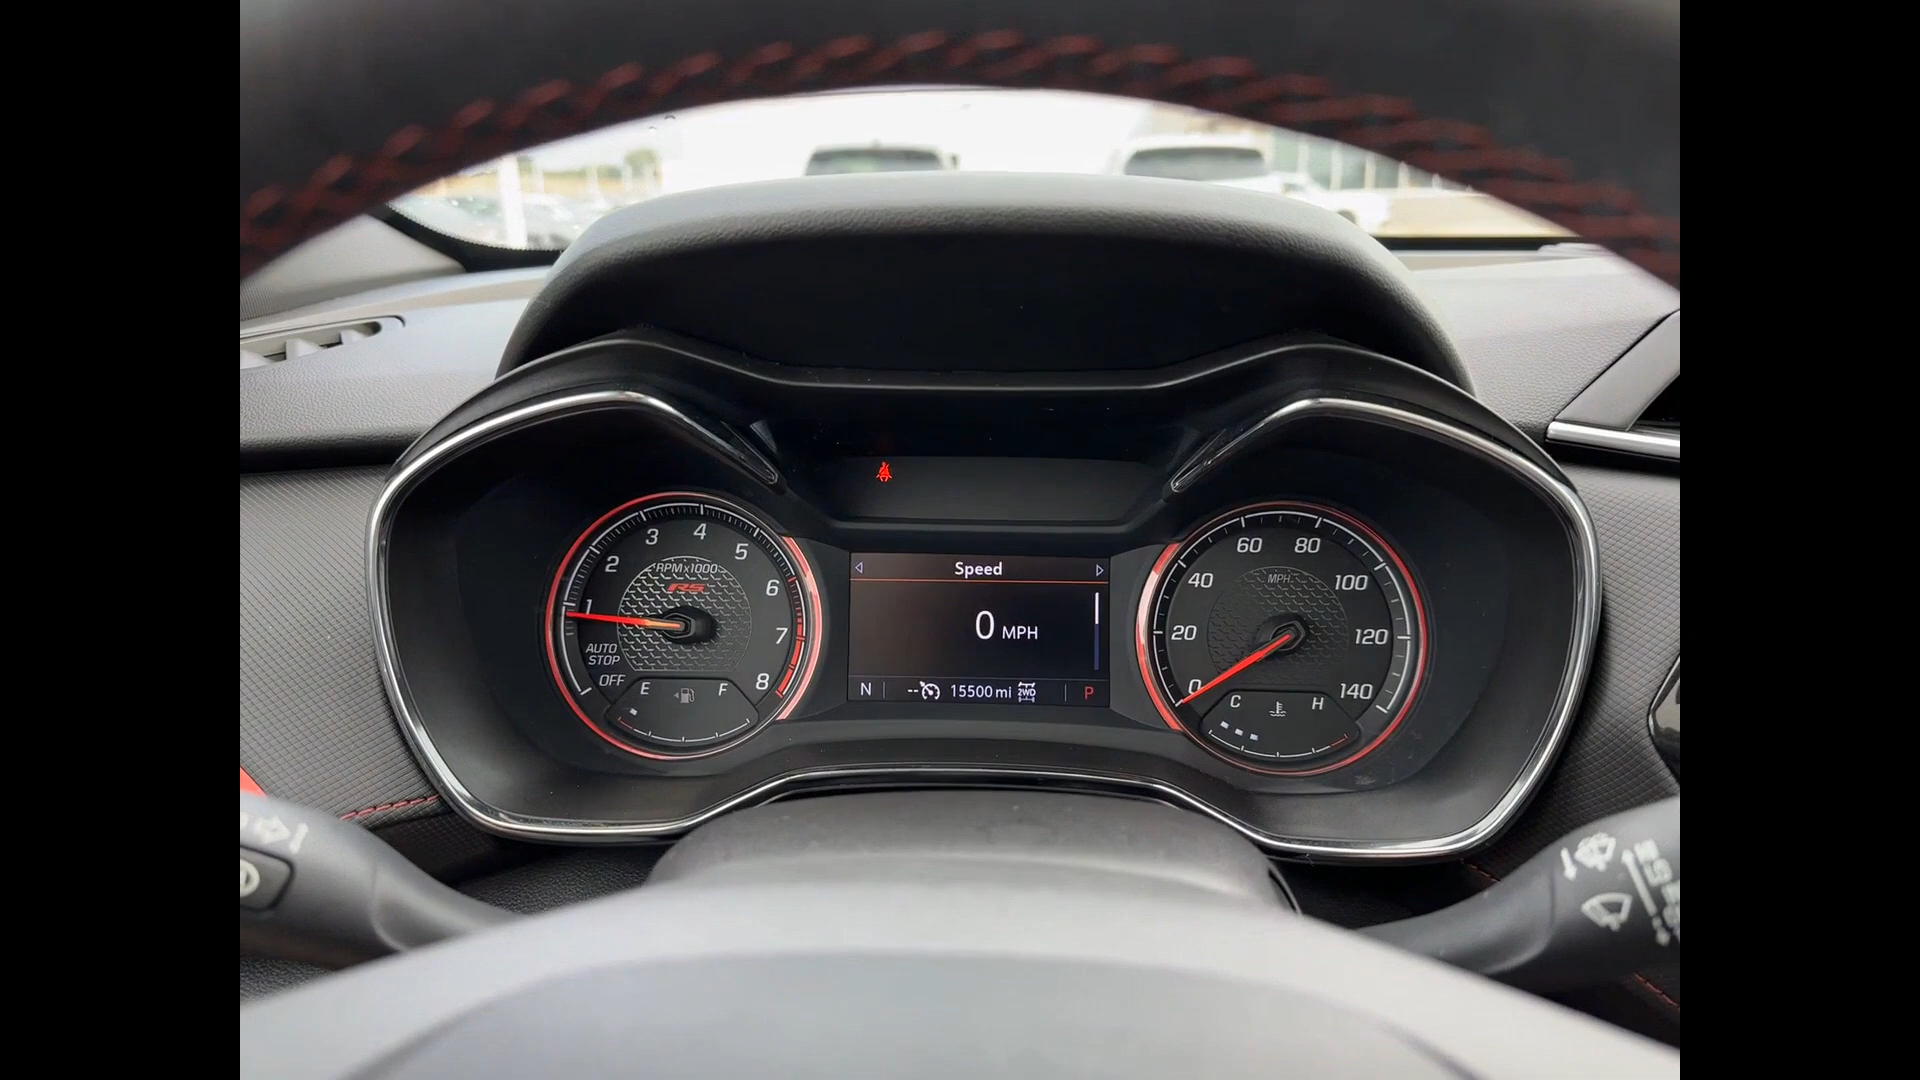 Speed
0 MPH
N -- 15500 mi 2WD P
1 2 3 4 5 6 7 8
RPM x1000
RS
AUTO
STOP
OFF
E F
0 20 40 60 80 100 120 140
MPH
C H